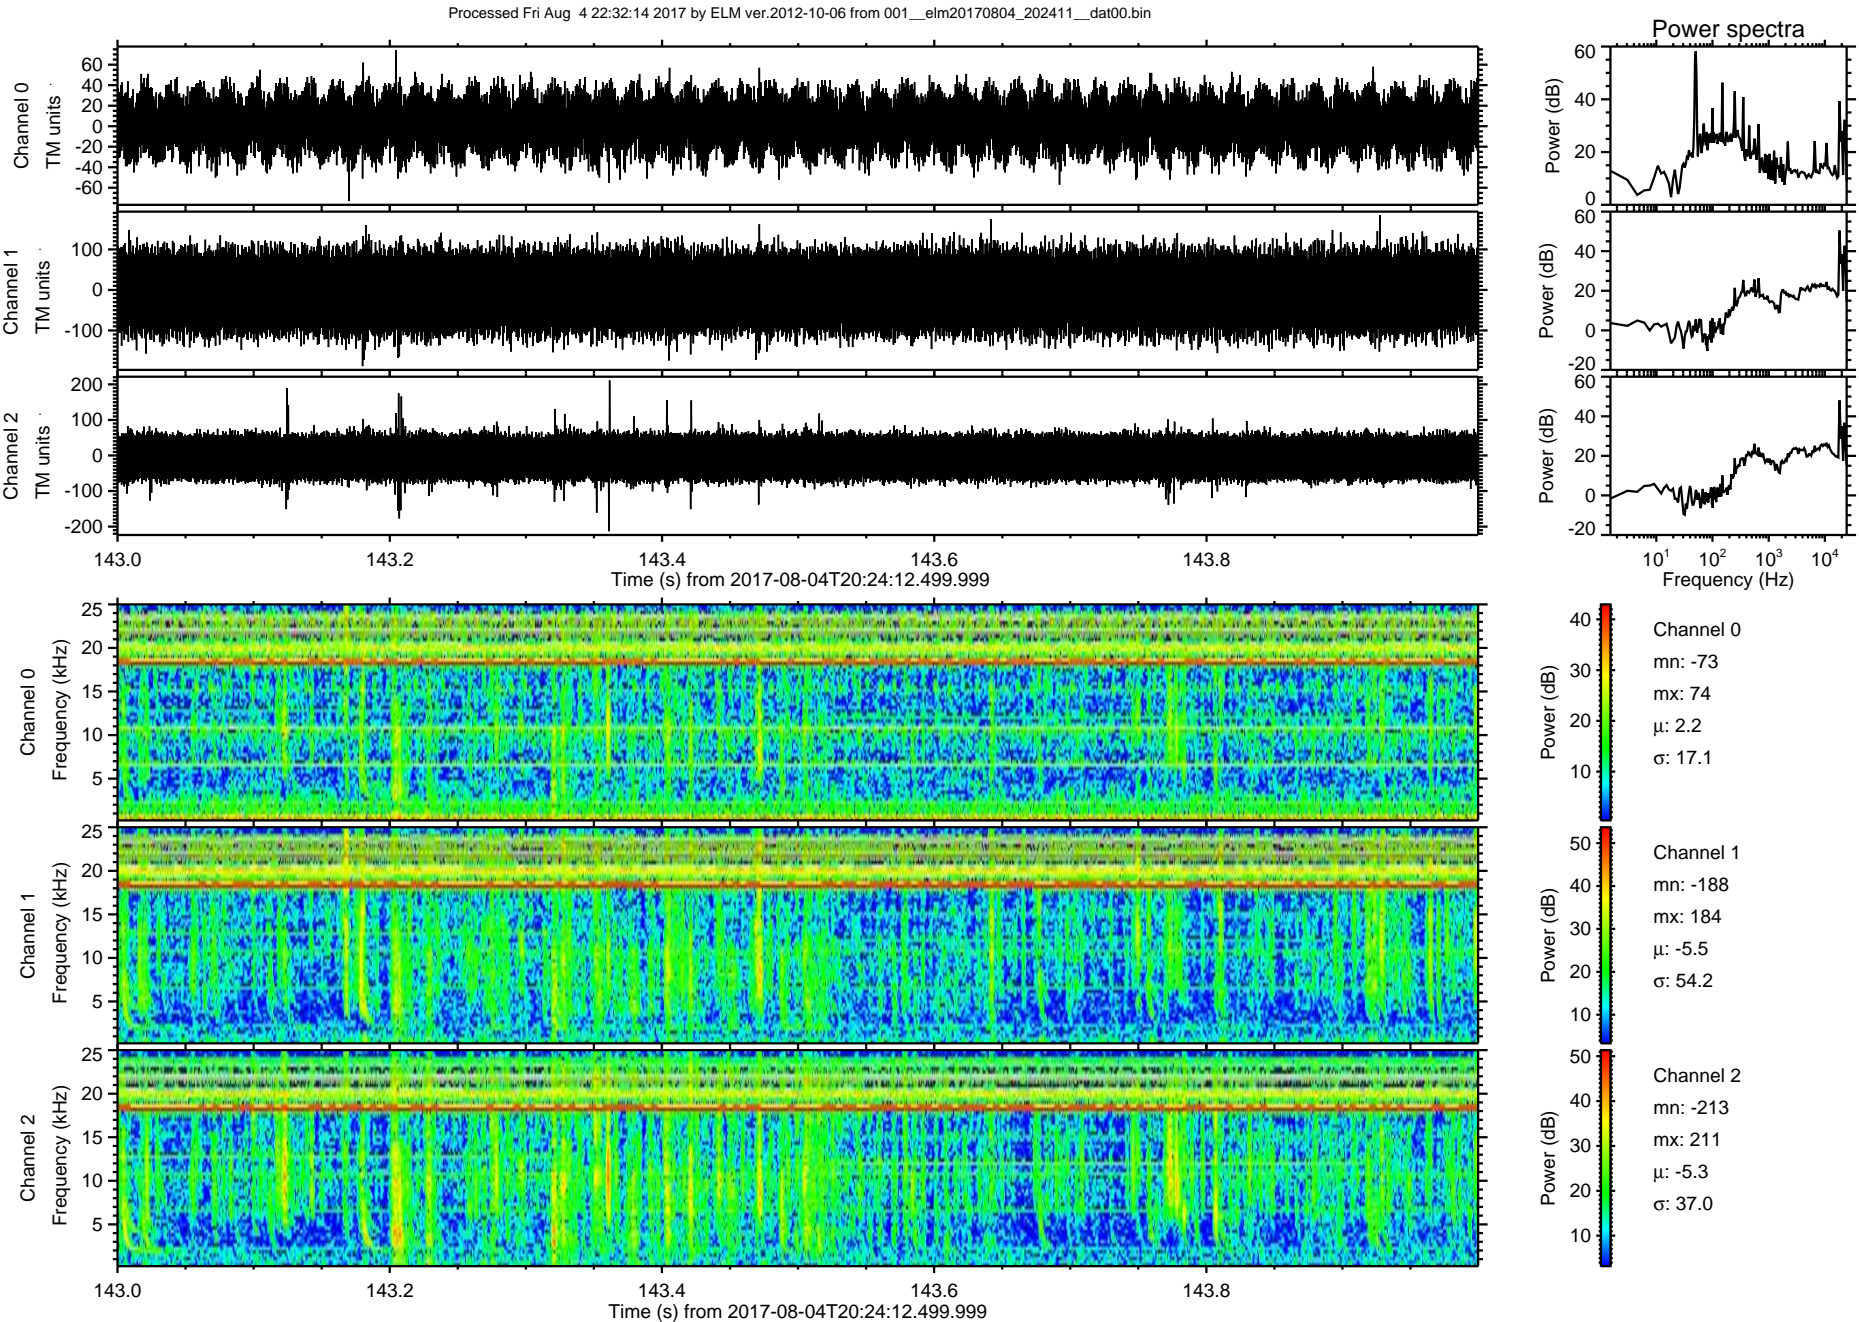 Processed Fri Aug  4 22:32:14 2017 by ELM ver.2012-10-06 from 001__elm20170804_202411__dat00.bin
Power spectra
Channel 0
TM units
60
40
20
0
-20
-40
-60
Power (dB)
60
40
20
0
Channel 1
TM units
100
0
-100
Power (dB)
60
40
20
0
-20
Channel 2
TM units
200
100
0
-100
-200
Power (dB)
60
40
20
0
-20
143.0 143.2 143.4 143.6 143.8
Time (s) from 2017-08-04T20:24:12.499.999
10^1 10^2 10^3 10^4
Frequency (Hz)
Channel 0
Frequency (kHz)
25
20
15
10
5
Power (dB)
40
30
20
10
Channel 0
mn: -73
mx: 74
μ: 2.2
σ: 17.1
Channel 1
Frequency (kHz)
25
20
15
10
5
Power (dB)
50
40
30
20
10
Channel 1
mn: -188
mx: 184
μ: -5.5
σ: 54.2
Channel 2
Frequency (kHz)
25
20
15
10
5
Power (dB)
50
40
30
20
10
Channel 2
mn: -213
mx: 211
μ: -5.3
σ: 37.0
143.0 143.2 143.4 143.6 143.8
Time (s) from 2017-08-04T20:24:12.499.999